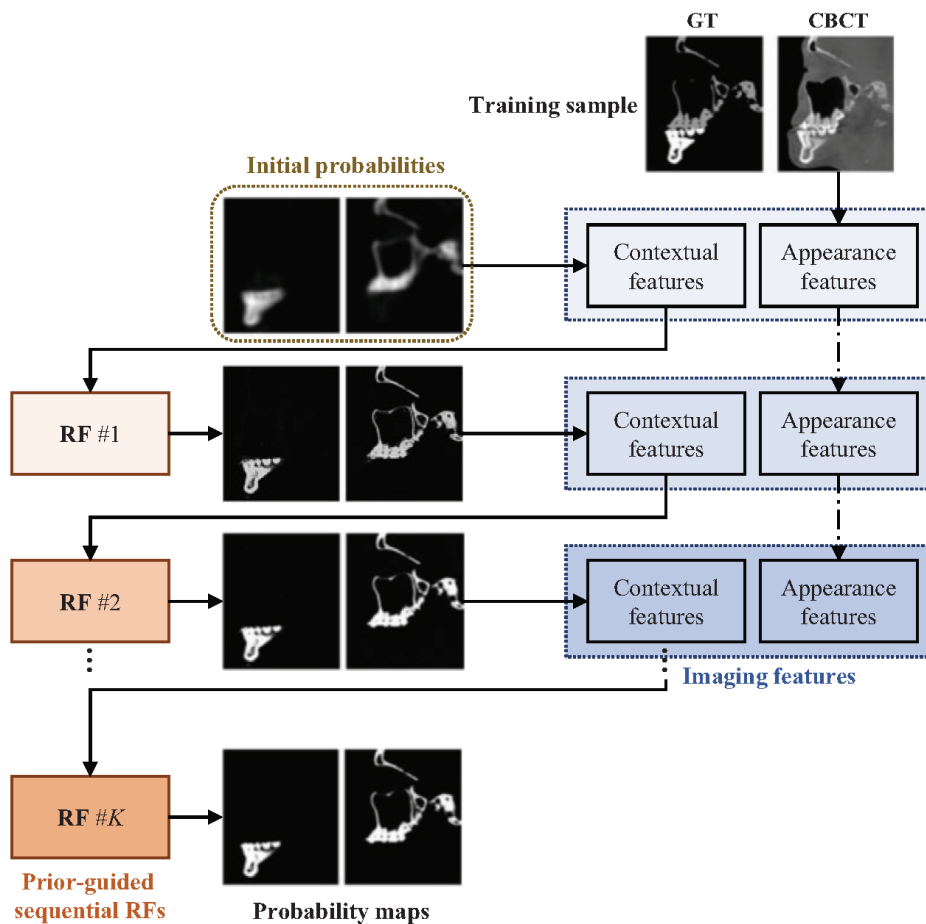 GT
CBCT
Training sample
Initial probabilities
Contextual
features
Appearance
features
RF #1
Contextual
features
Appearance
features
RF #2
Contextual
features
Appearance
features
Imaging features
RF #K
Prior-guided
sequential RFs
Probability maps